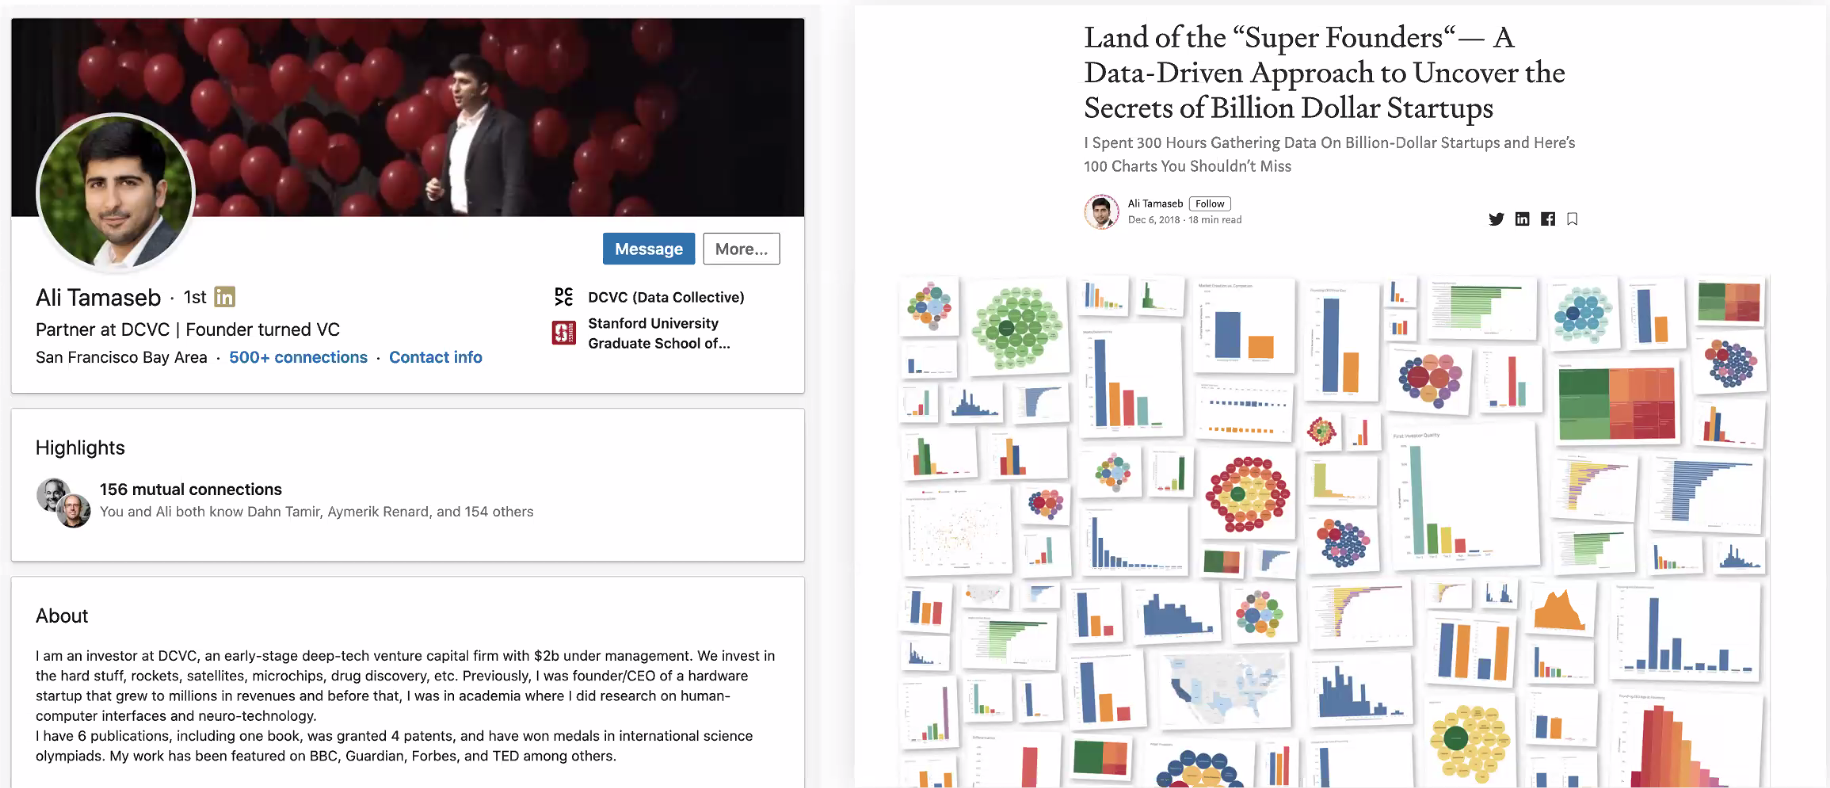 Message
More...
Ali Tamaseb · 1st in
Partner at DCVC | Founder turned VC
San Francisco Bay Area · 500+ connections · Contact info
DCVC (Data Collective)
Stanford University
Graduate School of...
Highlights
156 mutual connections
You and Ali both know Dahn Tamir, Aymerik Renard, and 154 others
About
I am an investor at DCVC, an early-stage deep-tech venture capital firm with $2b under management. We invest in
the hard stuff, rockets, satellites, microchips, drug discovery, etc. Previously, I was founder/CEO of a hardware
startup that grew to millions in revenues and before that, I was in academia where I did research on human-
computer interfaces and neuro-technology.
I have 6 publications, including one book, was granted 4 patents, and have won medals in international science
olympiads. My work has been featured on BBC, Guardian, Forbes, and TED among others.
Land of the “Super Founders“— A
Data-Driven Approach to Uncover the
Secrets of Billion Dollar Startups
I Spent 300 Hours Gathering Data On Billion-Dollar Startups and Here’s
100 Charts You Shouldn’t Miss
Ali Tamaseb Follow
Dec 6, 2018 · 18 min read